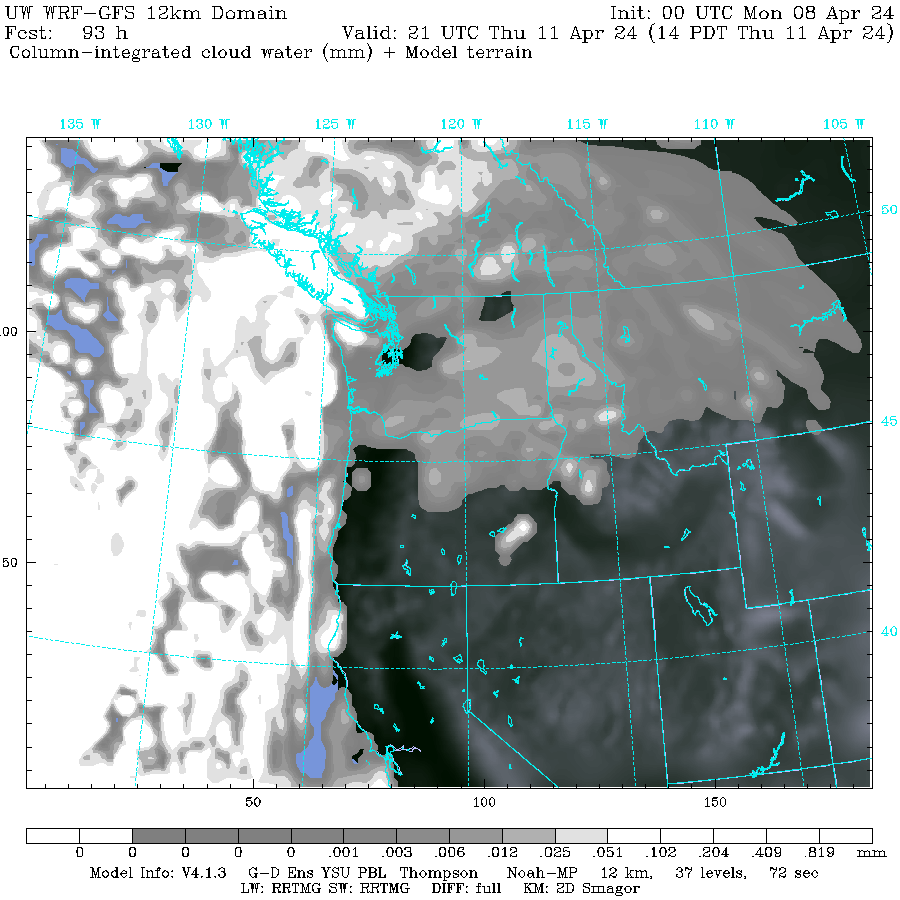 UW WRF-GFS 12km Domain Init: 00 UTC Mon 08 Apr 24
Fcst: 93 h Valid: 21 UTC Thu 11 Apr 24 (14 PDT Thu 11 Apr 24)
Column-integrated cloud water (mm) + Model terrain
135 W 130 W 125 W 120 W 115 W 110 W 105 W
50
100
45
50
40
50 100 150
0 0 0 0 0 .001 .003 .006 .012 .025 .051 .102 .204 .409 .819 mm
Model Info: V4.1.3 G-D Ens YSU PBL Thompson Noah-MP 12 km, 37 levels, 72 sec
LW: RRTMG SW: RRTMG DIFF: full KM: 2D Smagor